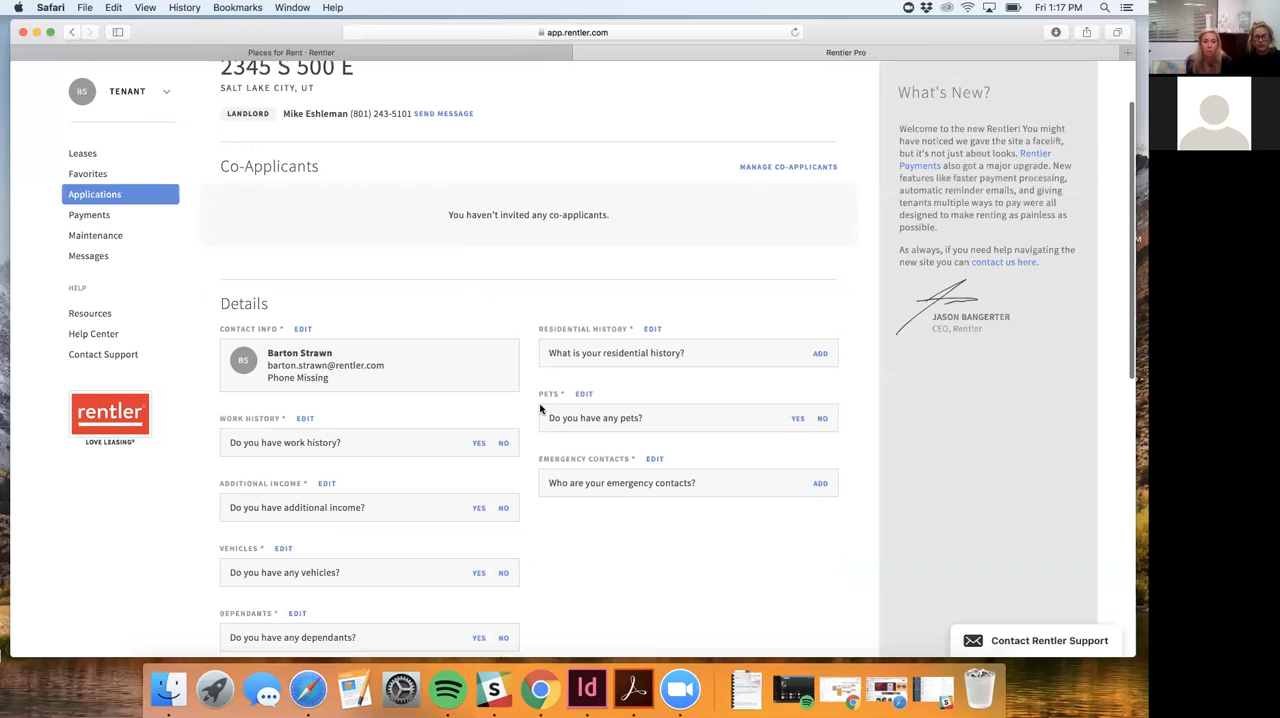 Safari File Edit View History Bookmarks Window Help
Fri 1:17 PM
app.rentler.com
Places for Rent - Rentler
Rentler Pro
BS TENANT
Leases
Favorites
Applications
Payments
Maintenance
Messages
HELP
Resources
Help Center
Contact Support
rentler
LOVE LEASING®
2345 S 500 E
SALT LAKE CITY, UT
LANDLORD Mike Eshleman (801) 243-5101 SEND MESSAGE
Co-Applicants
MANAGE CO-APPLICANTS
You haven't invited any co-applicants.
Details
CONTACT INFO * EDIT
BS
Barton Strawn
barton.strawn@rentler.com
Phone Missing
WORK HISTORY * EDIT
Do you have work history? YES NO
ADDITIONAL INCOME * EDIT
Do you have additional income? YES NO
VEHICLES * EDIT
Do you have any vehicles? YES NO
DEPENDANTS * EDIT
Do you have any dependants? YES NO
RESIDENTIAL HISTORY * EDIT
What is your residential history? ADD
PETS * EDIT
Do you have any pets? YES NO
EMERGENCY CONTACTS * EDIT
Who are your emergency contacts? ADD
What's New?
Welcome to the new Rentler! You might
have noticed we gave the site a facelift,
but it's not just about looks. Rentler
Payments also got a major upgrade. New
features like faster payment processing,
automatic reminder emails, and giving
tenants multiple ways to pay were all
designed to make renting as painless as
possible.
As always, if you need help navigating the
new site you can contact us here.
JASON BANGERTER
CEO, Rentler
Contact Rentler Support
Id